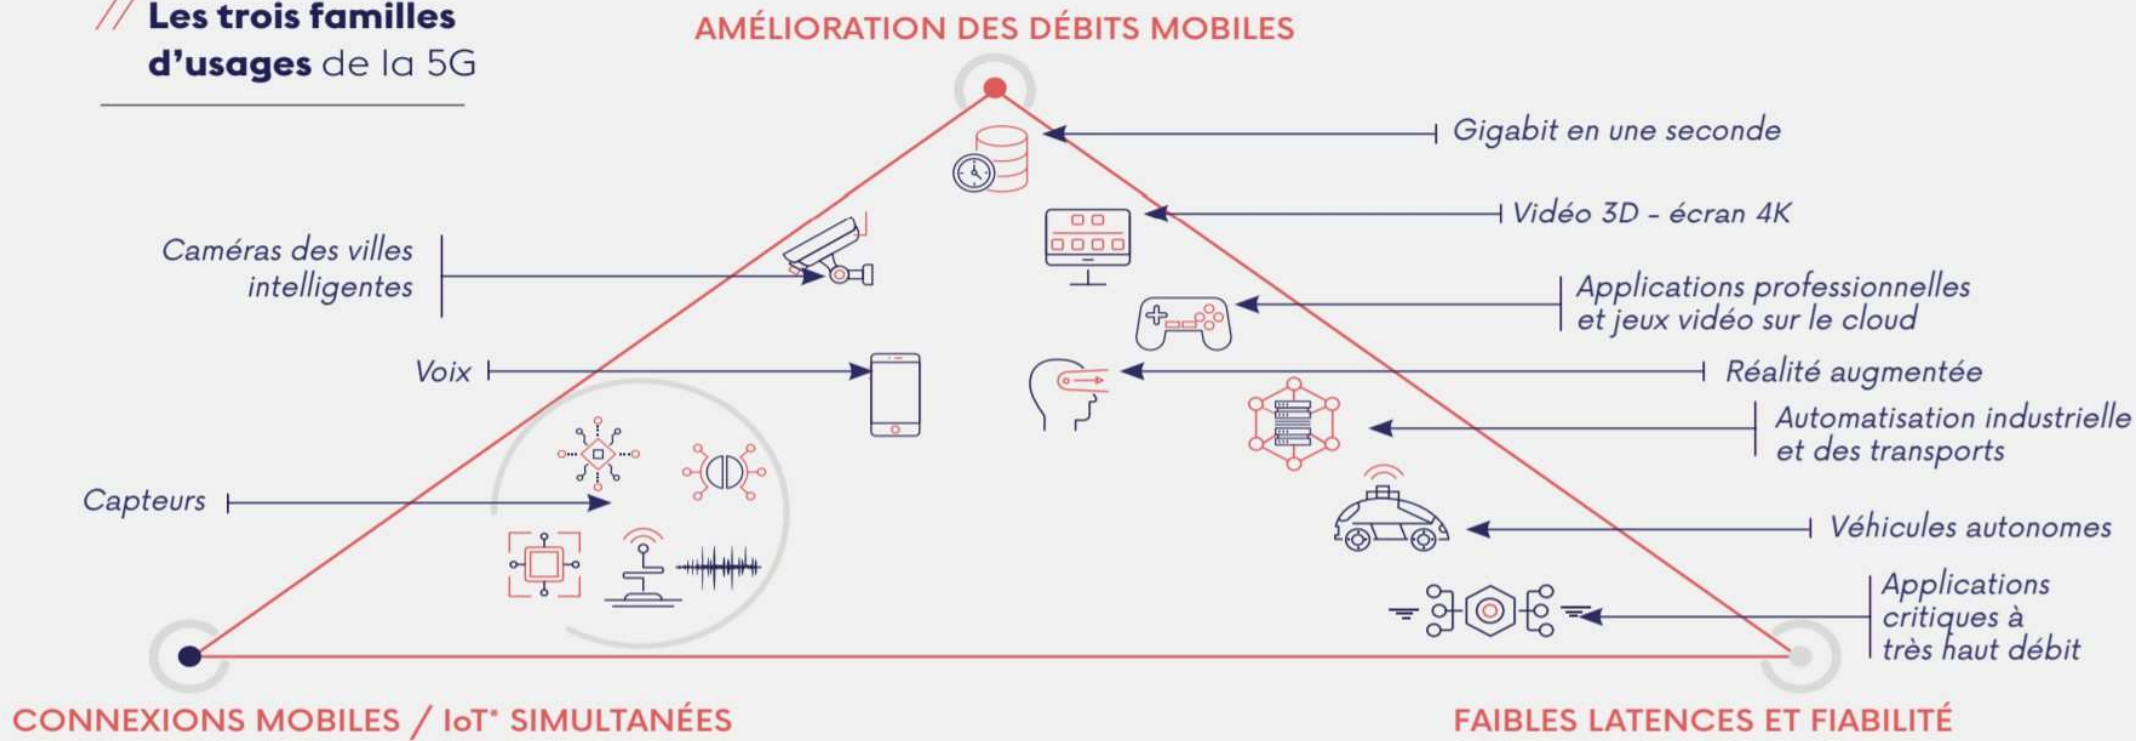 // Les trois familles
d'usages de la 5G
AMÉLIORATION DES DÉBITS MOBILES
Gigabit en une seconde
Vidéo 3D - écran 4K
Caméras des villes
intelligentes
Applications professionnelles
et jeux vidéo sur le cloud
Voix
Réalité augmentée
Automatisation industrielle
et des transports
Capteurs
Véhicules autonomes
Applications
critiques à
très haut débit
CONNEXIONS MOBILES / IoT* SIMULTANÉES
FAIBLES LATENCES ET FIABILITÉ